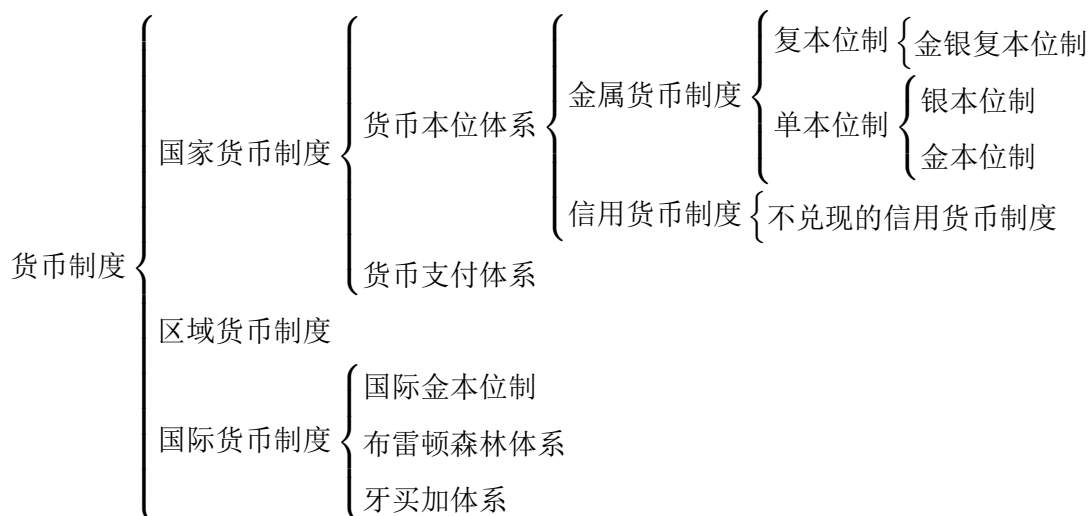 货币制度
国家货币制度
货币本位体系
金属货币制度
复本位制
金银复本位制
单本位制
银本位制
金本位制
信用货币制度
不兑现的信用货币制度
货币支付体系
区域货币制度
国际货币制度
国际金本位制
布雷顿森林体系
牙买加体系